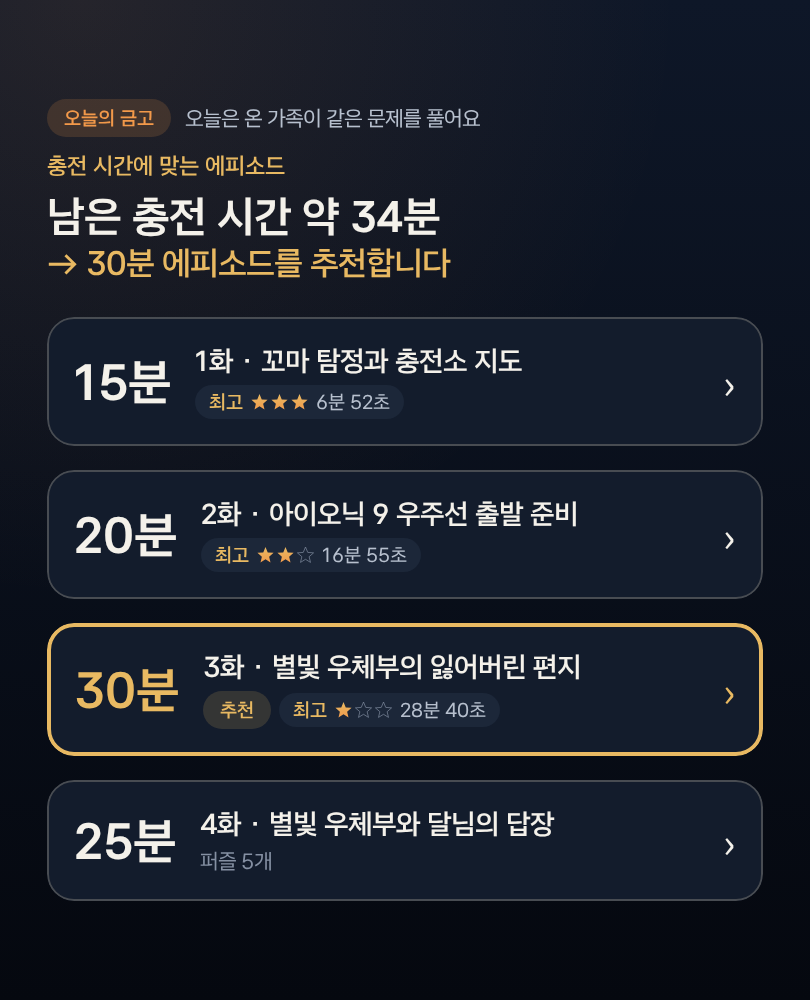 오늘의 금고 오늘은 온 가족이 같은 문제를 풀어요
충전 시간에 맞는 에피소드
남은 충전 시간 약 34분
→ 30분 에피소드를 추천합니다
15분
1화 · 꼬마 탐정과 충전소 지도
최고 ★★★ 6분 52초
›
20분
2화 · 아이오닉 9 우주선 출발 준비
최고 ★★☆ 16분 55초
›
30분
3화 · 별빛 우체부의 잃어버린 편지
추천 최고 ★☆☆ 28분 40초
›
25분
4화 · 별빛 우체부와 달님의 답장
퍼즐 5개
›